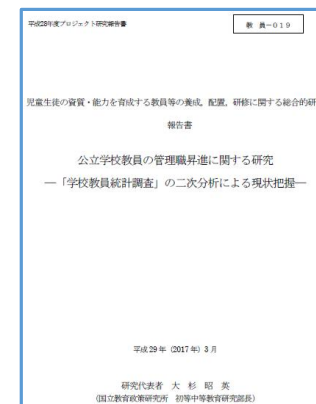 平成28年度プロジェクト研究報告書
教 員-019
児童生徒の資質・能力を育成する教員等の養成，配置，研修に関する総合的研
報告書
公立学校教員の管理職昇進に関する研究
―「学校教員統計調査」の二次分析による現状把握―
平成 29 年（2017 年）3 月
研究代表者 大 杉 昭 英
（国立教育政策研究所 初等中等教育研究部長）